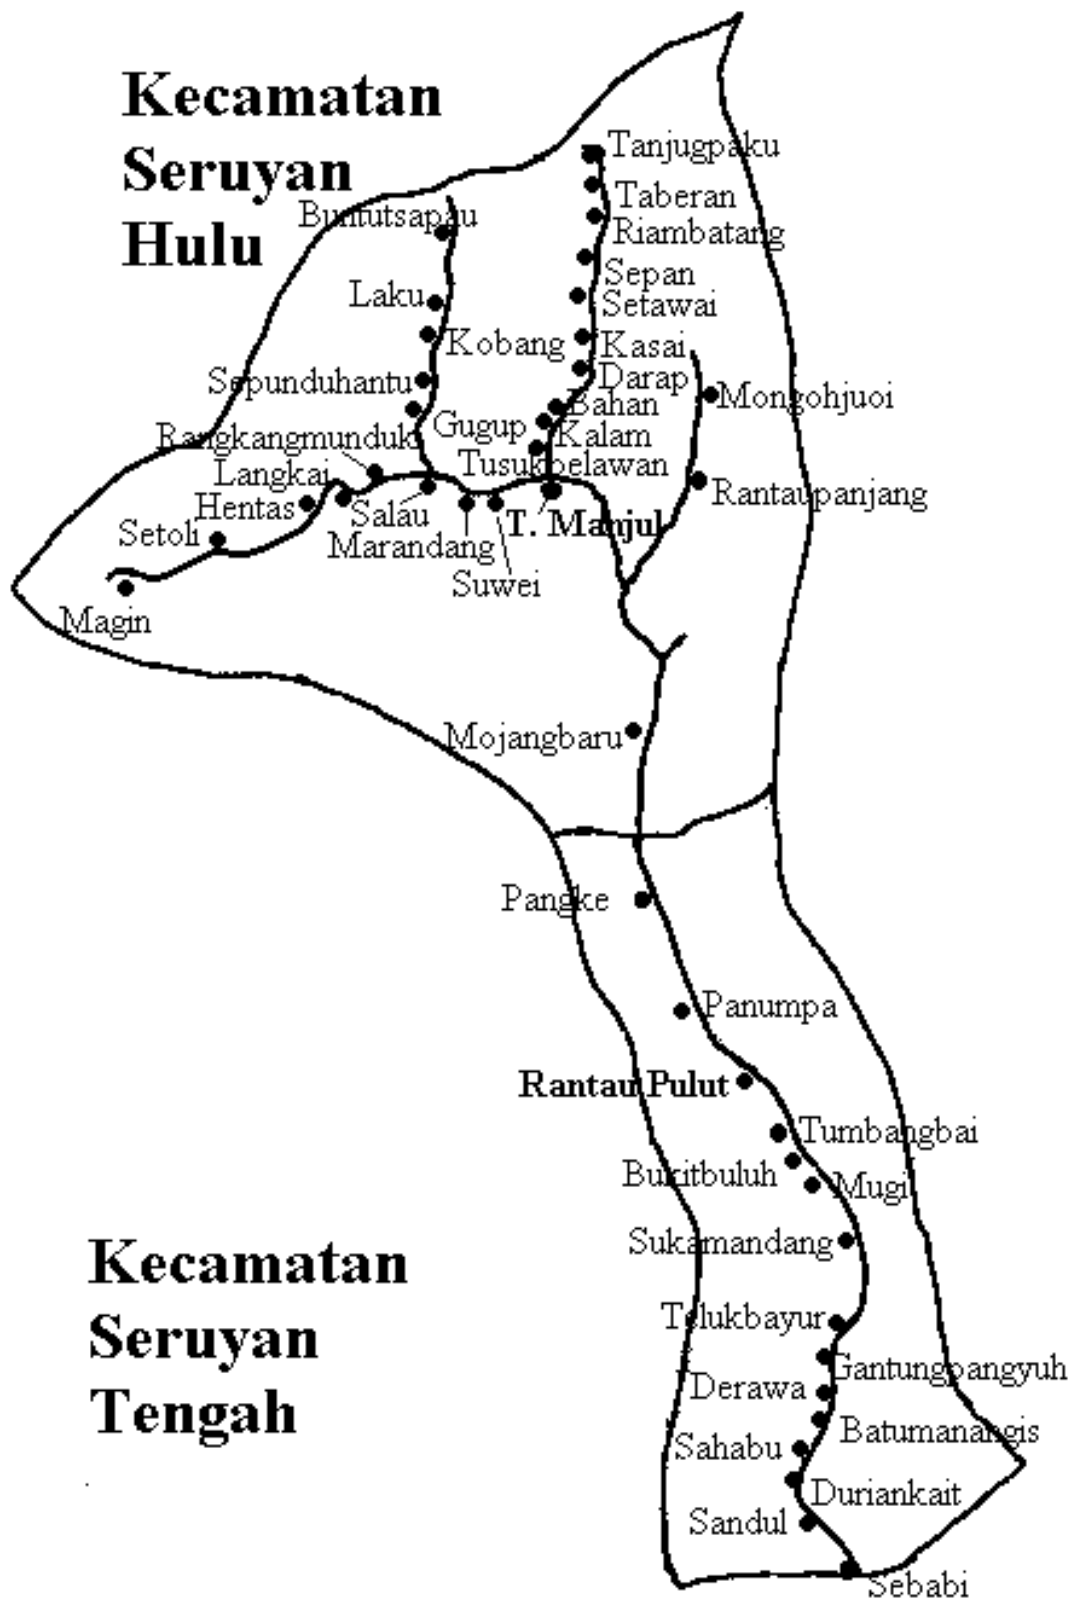 Kecamatan
Seruyan
Hulu
Tanjugpaku
Taberan
Buntutsapau
Riambatang
Sepan
Laku
Setawai
Kobang
Kasai
Sepunduhantu
Darap
Mongohjuoi
Bahan
Gugup
Kalam
Rangkangmunduk
Langkai
Tusukbelawan
Rantaupanjang
Hentas
Salau
T. Manjul
Setoli
Marandang
Suwei
Magin
Mojangbaru
Pangke
Panumpa
Rantau Pulut
Tumbangbai
Bukitbuluh
Mugi
Sukamandang
Kecamatan
Seruyan
Tengah
Telukbayur
Gantungpangyuh
Derawa
Batumanangis
Sahabu
Duriankait
Sandul
Sebabi